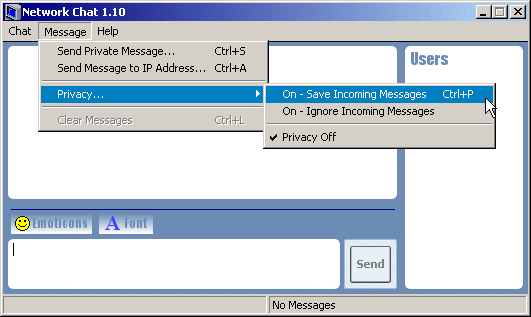 Network Chat 1.10
Chat Message Help
Users
Send Private Message... Ctrl+S
Send Message to IP Address... Ctrl+A
Privacy...
Clear Messages Ctrl+L
On - Save Incoming Messages Ctrl+P
On - Ignore Incoming Messages
Privacy Off
Emoticons
A Font
Send
No Messages